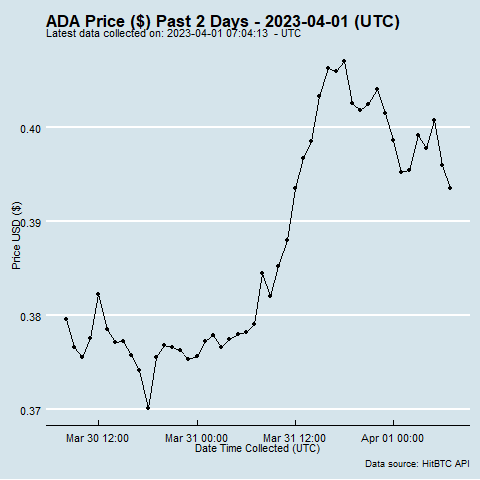 ADA Price ($) Past 2 Days - 2023-04-01 (UTC)
Latest data collected on: 2023-04-01 07:04:13 - UTC
0.40
0.39
0.38
0.37
Price USD ($)
Mar 30 12:00
Mar 31 00:00
Mar 31 12:00
Apr 01 00:00
Date Time Collected (UTC)
Data source: HitBTC API